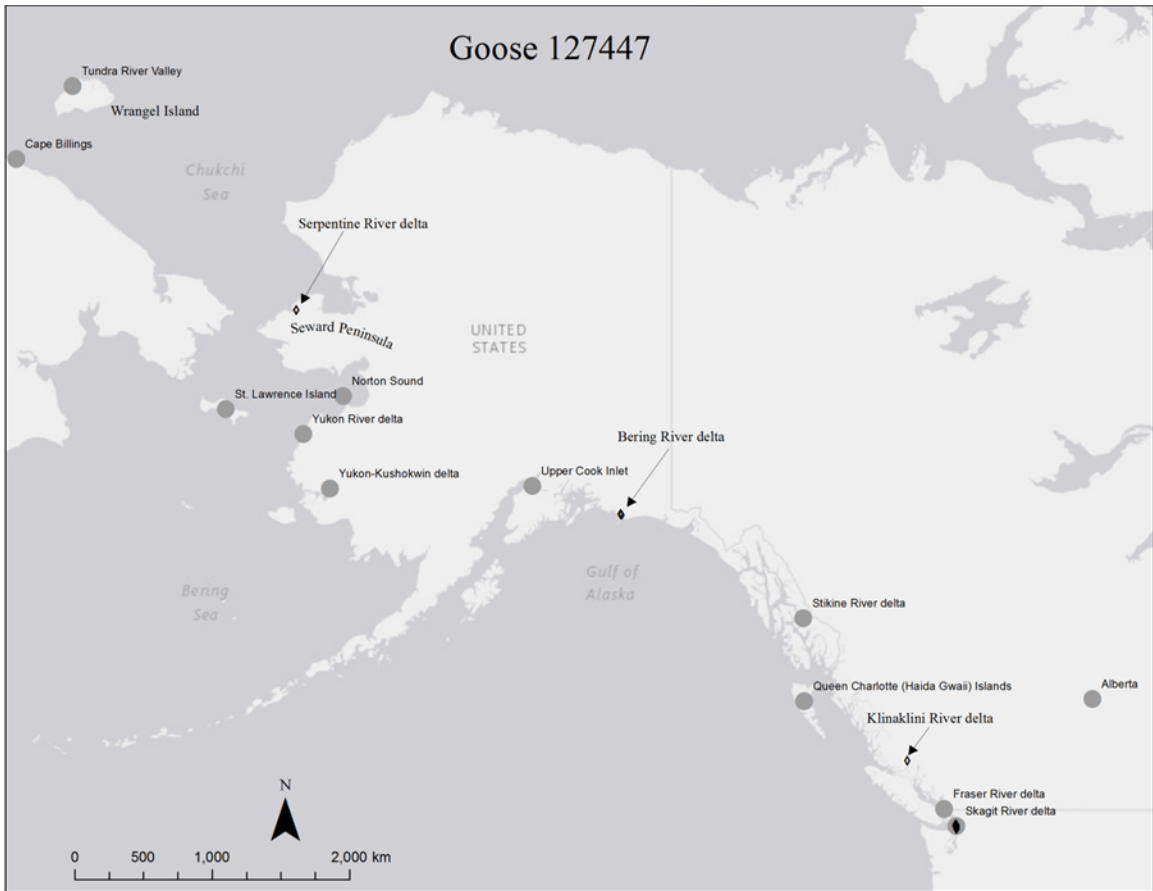 Goose 127447
Tundra River Valley
Wrangel Island
Cape Billings
Chukchi
Sea
Serpentine River delta
Seward Peninsula
UNITED
STATES
Norton Sound
St. Lawrence Island
Yukon River delta
Bering River delta
Yukon-Kushokwin delta
Upper Cook Inlet
Gulf of
Alaska
Bering
Sea
Stikine River delta
Queen Charlotte (Haida Gwaii) Islands
Alberta
Klinaklini River delta
Fraser River delta
Skagit River delta
N
0 500 1,000 2,000 km